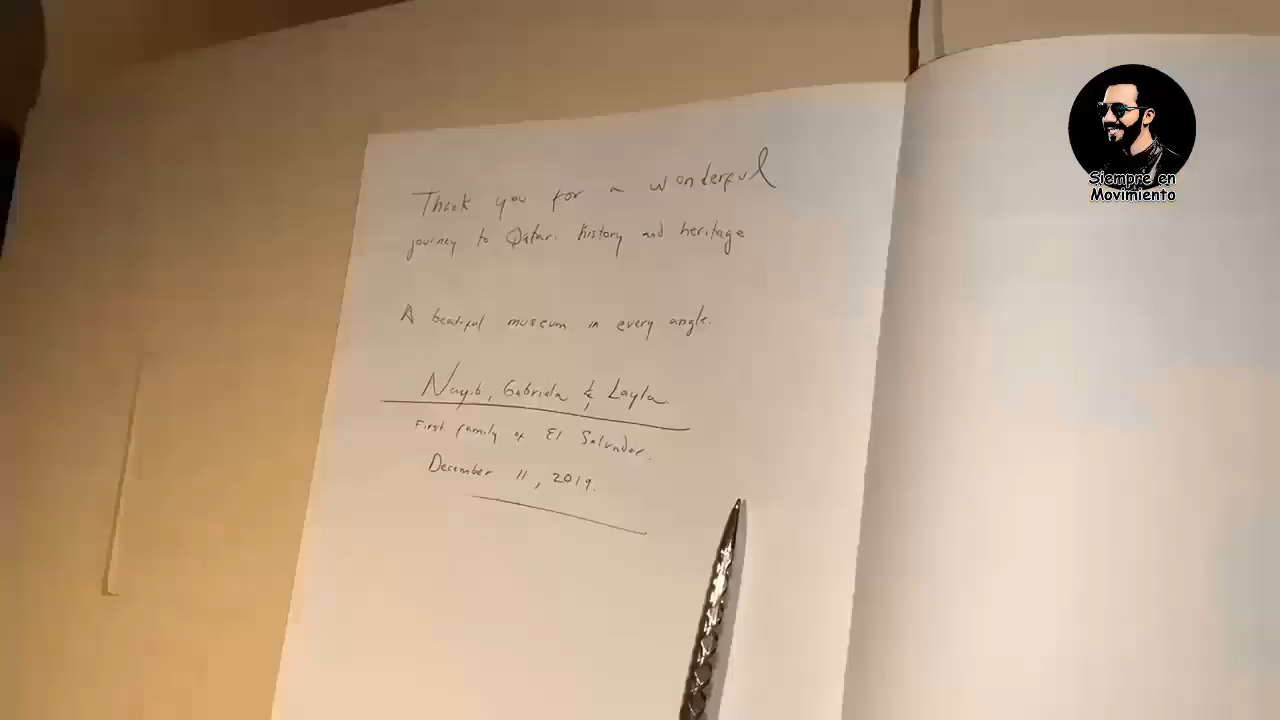 Thank you for a wonderful
journey to Qatari history and heritage
A beatiful museum in every angle.
Nayib, Gabriela & Layla
First family of El Salvador.
December 11, 2019.
Siempre en
Movimiento